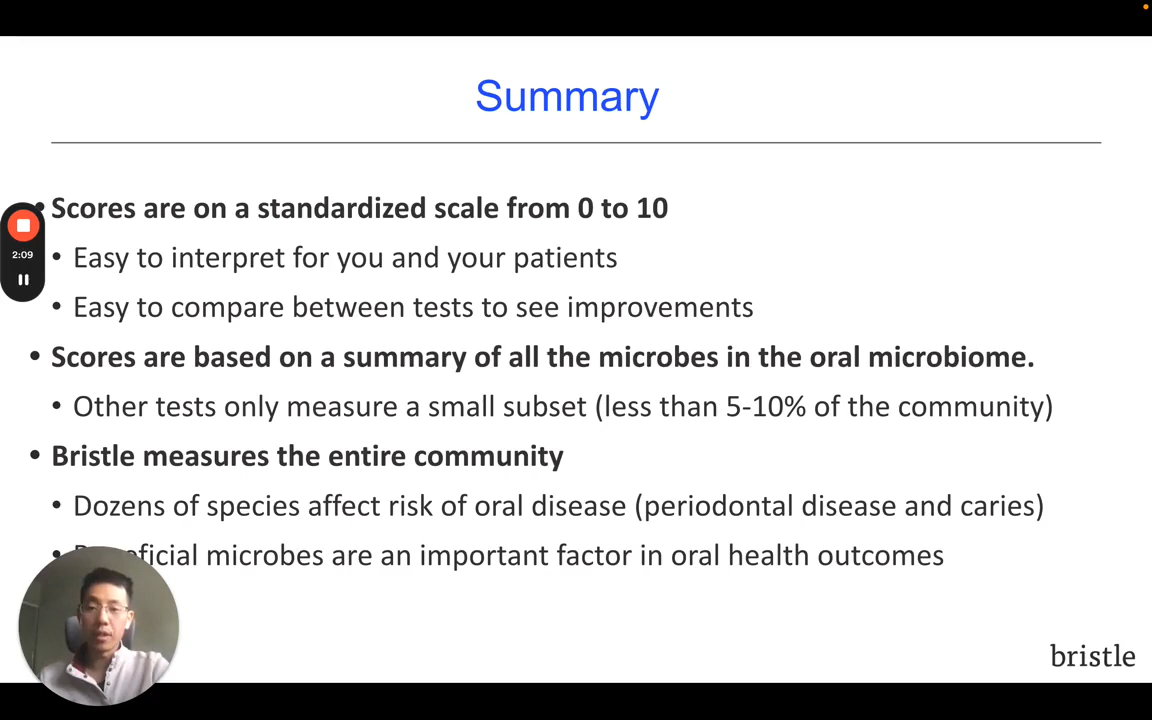 Summary
• Scores are on a standardized scale from 0 to 10
• Easy to interpret for you and your patients
• Easy to compare between tests to see improvements
• Scores are based on a summary of all the microbes in the oral microbiome.
• Other tests only measure a small subset (less than 5-10% of the community)
• Bristle measures the entire community
• Dozens of species affect risk of oral disease (periodontal disease and caries)
• Beneficial microbes are an important factor in oral health outcomes
2:09
bristle